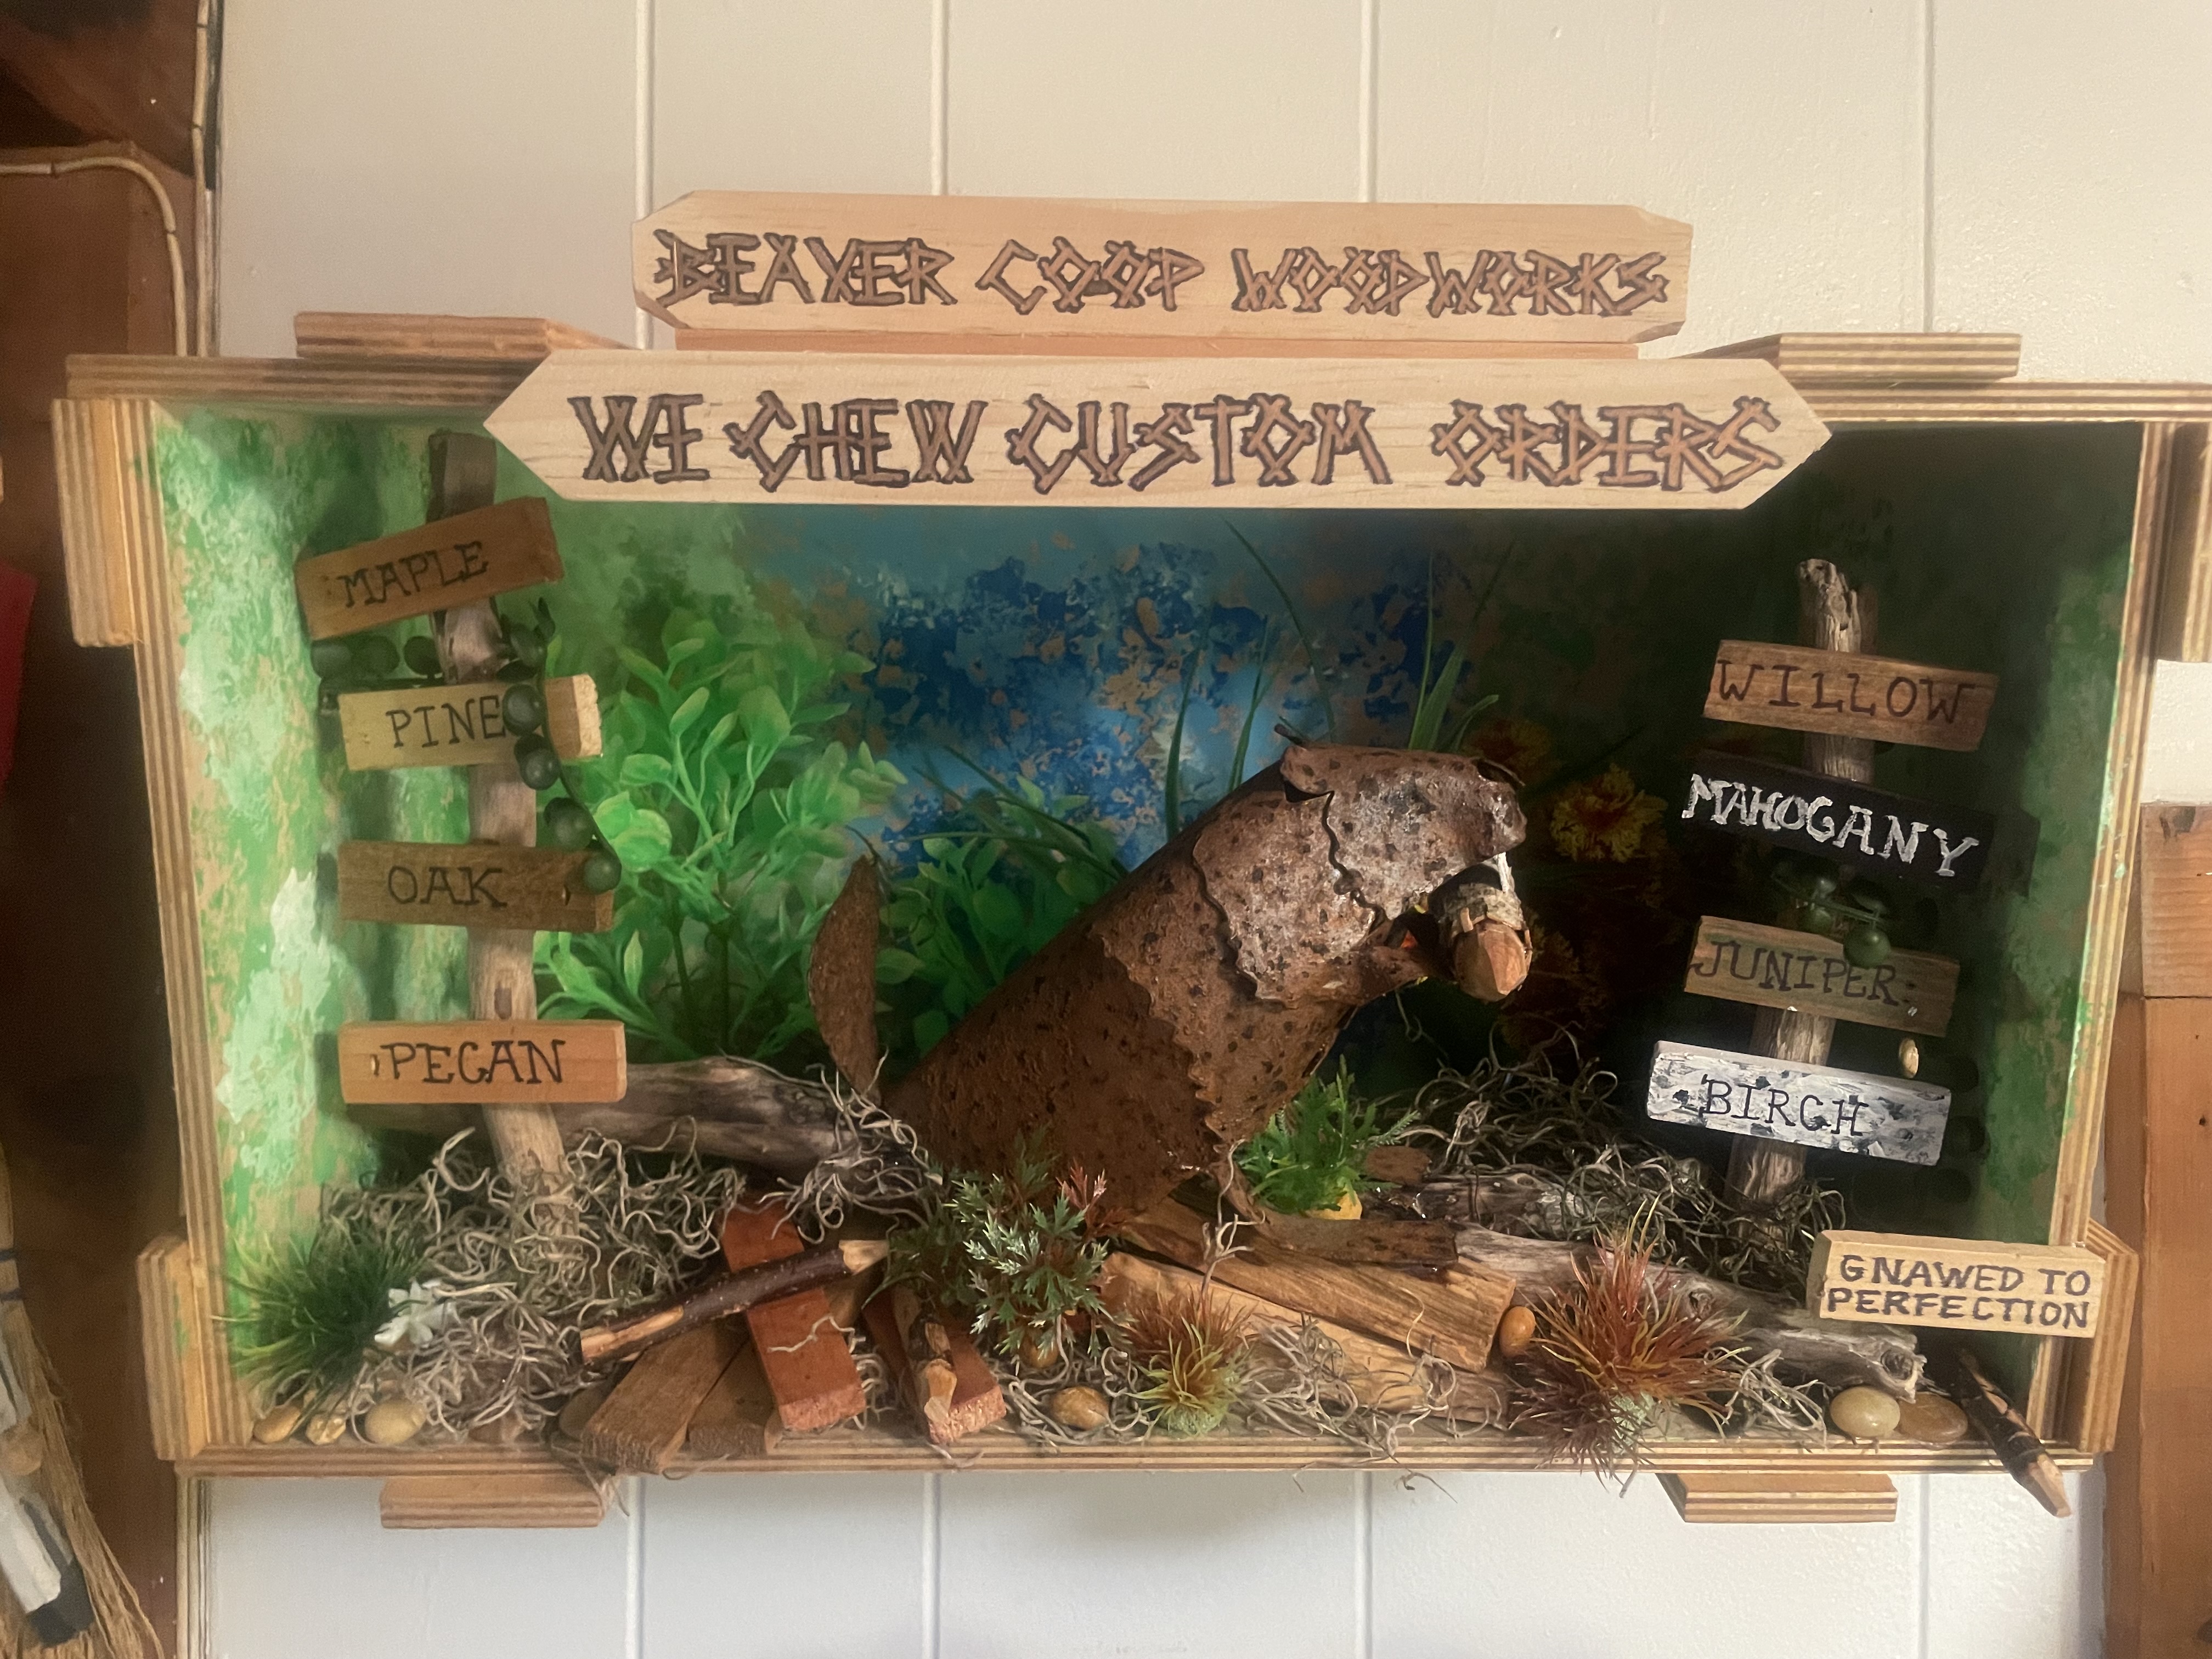 BEAVER COOP WOODWORKS
WE CHEW CUSTOM ORDERS
MAPLE
PINE
OAK
PECAN
WILLOW
MAHOGANY
JUNIPER
BIRCH
GNAWED TO
PERFECTION